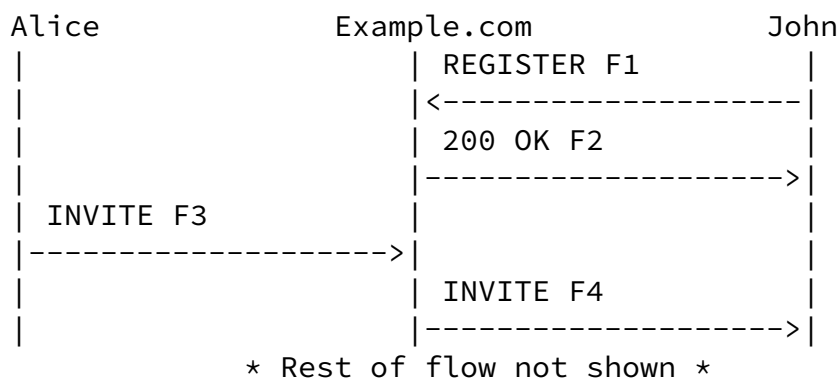 Alice Example.com John
| | REGISTER F1 |
| |<--------------------|
| | 200 OK F2 |
| |-------------------->|
| INVITE F3 | |
|-------------------->| |
| | INVITE F4 |
| |-------------------->|
* Rest of flow not shown *